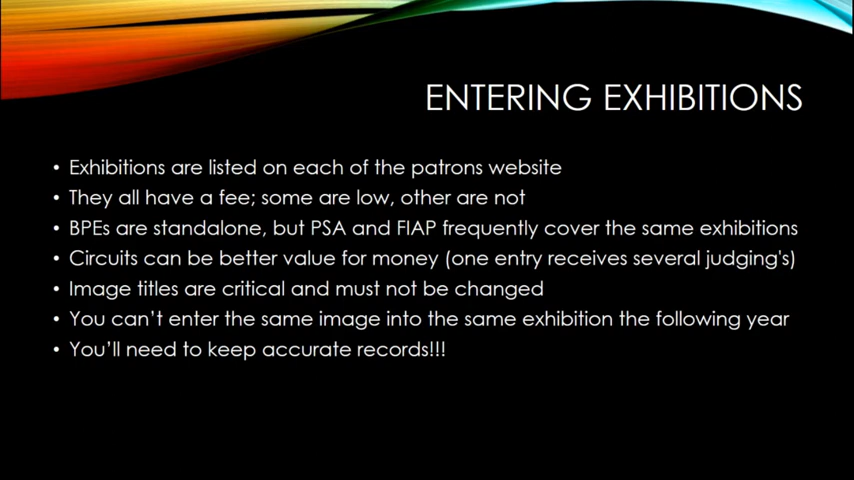 ENTERING EXHIBITIONS
• Exhibitions are listed on each of the patrons website
• They all have a fee; some are low, other are not
• BPEs are standalone, but PSA and FIAP frequently cover the same exhibitions
• Circuits can be better value for money (one entry receives several judging's)
• Image titles are critical and must not be changed
• You can’t enter the same image into the same exhibition the following year
• You’ll need to keep accurate records!!!